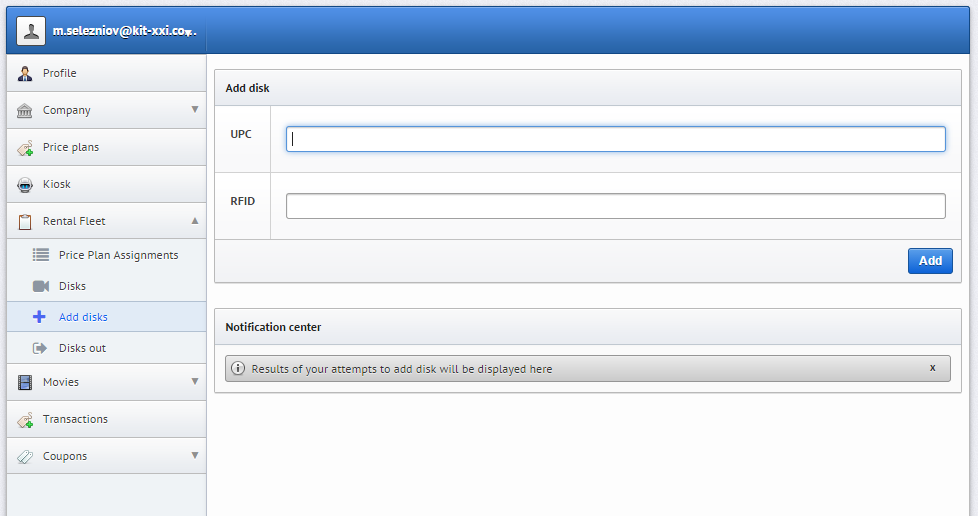 m.selezniov@kit-xxi.co...
Profile
Company
Price plans
Kiosk
Rental Fleet
Price Plan Assignments
Disks
Add disks
Disks out
Movies
Transactions
Coupons
Add disk
UPC
RFID
Add
Notification center
Results of your attempts to add disk will be displayed here x